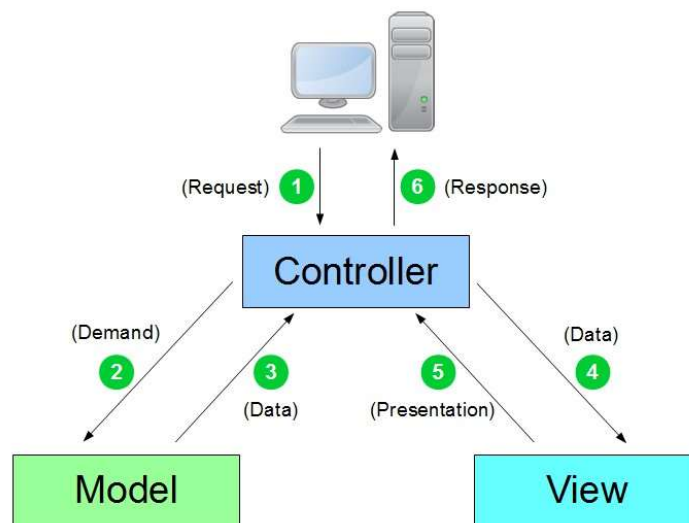 (Request) 1 6 (Response)
Controller
(Demand) (Data)
2 3 5 4
(Data) (Presentation)
Model View